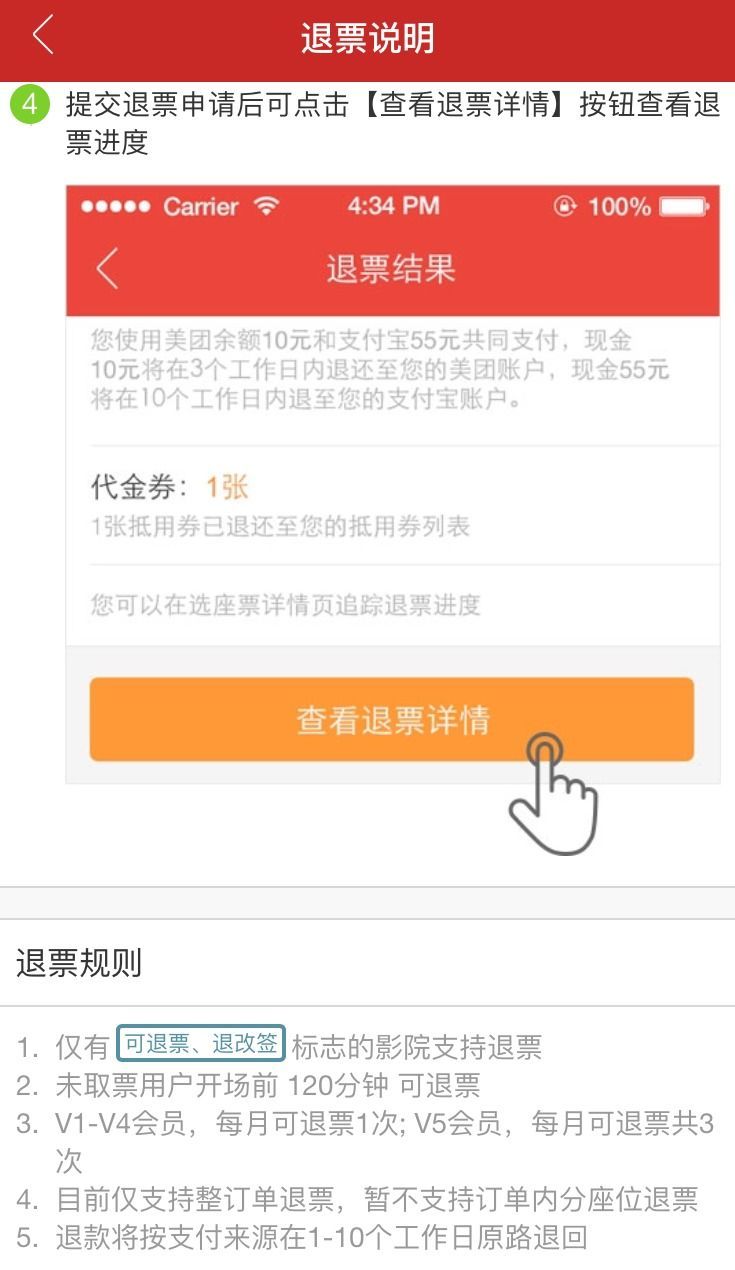 退票说明
4 提交退票申请后可点击【查看退票详情】按钮查看退
票进度
Carrier 4:34 PM 100%
退票结果
您使用美团余额10元和支付宝55元共同支付，现金
10元将在3个工作日内退还至您的美团账户，现金55元
将在10个工作日内退至您的支付宝账户。
代金券：1张
1张抵用券已退还至您的抵用券列表
您可以在选座票详情页追踪退票进度
查看退票详情
退票规则
1. 仅有 可退票、退改签 标志的影院支持退票
2. 未取票用户开场前 120分钟 可退票
3. V1-V4会员，每月可退票1次; V5会员，每月可退票共3
次
4. 目前仅支持整订单退票，暂不支持订单内分座位退票
5. 退款将按支付来源在1-10个工作日原路退回